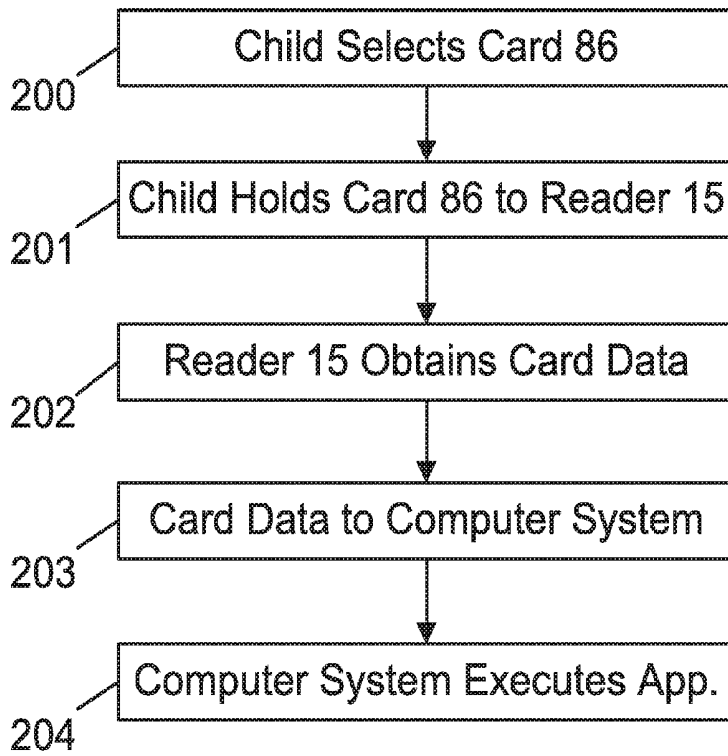 Child Selects Card 86
200
Child Holds Card 86 to Reader 15
201
Reader 15 Obtains Card Data
202
Card Data to Computer System
203
Computer System Executes App.
204